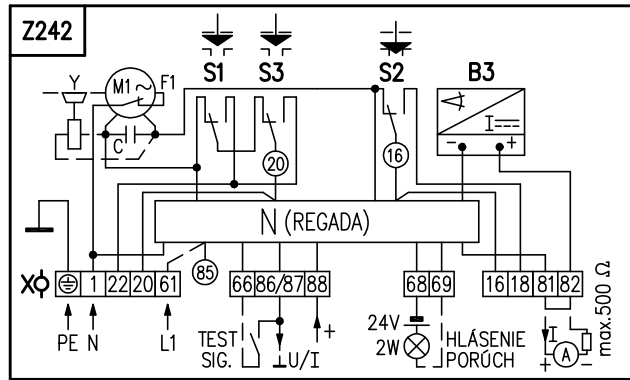 Z242
S1 S3 S2 B3
Y M1 ~ F1
C
I
- +
20 16
N (REGADA)
85
X 1 22 20 61 66 86/87 88 68 69 16 18 81 82
PE N L1
TEST
SIG.
U/I
+
24V
2W
HLÁSENIE
PORÚCH
I
+ A -
max.500 Ω